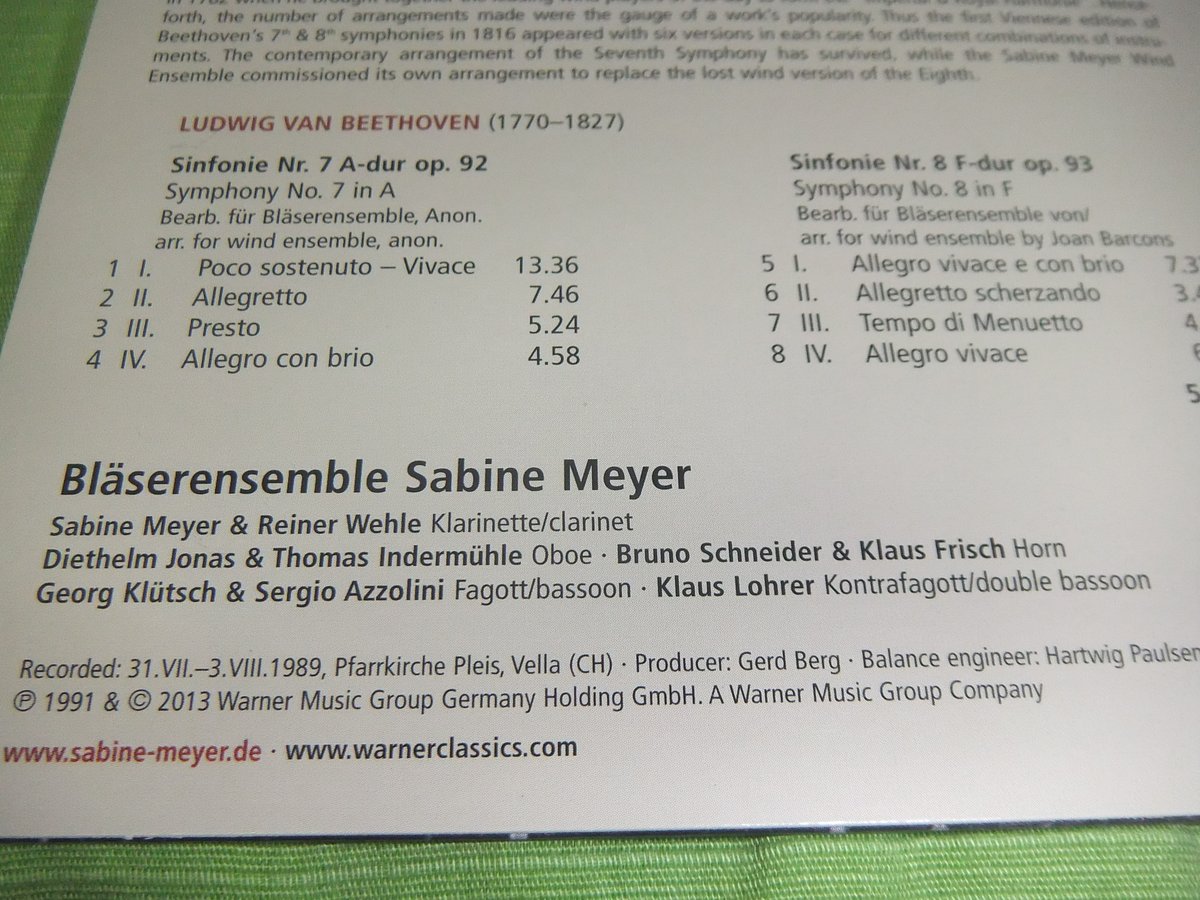 forth, the number of arrangements made were the gauge of a work's popularity. Thus the first Viennese edition of
Beethoven's 7th & 8th symphonies in 1816 appeared with six versions in each case for different combinations of instru-
ments. The contemporary arrangement of the Seventh Symphony has survived, while the Sabine Meyer Wind
Ensemble commissioned its own arrangement to replace the lost wind version of the Eighth.
LUDWIG VAN BEETHOVEN (1770–1827)
Sinfonie Nr. 7 A-dur op. 92
Symphony No. 7 in A
Bearb. für Bläserensemble, Anon.
arr. for wind ensemble, anon.
1 I. Poco sostenuto – Vivace 13.36
2 II. Allegretto 7.46
3 III. Presto 5.24
4 IV. Allegro con brio 4.58
Sinfonie Nr. 8 F-dur op. 93
Symphony No. 8 in F
Bearb. für Bläserensemble von/
arr. for wind ensemble by Joan Barcons
5 I. Allegro vivace e con brio
6 II. Allegretto scherzando
7 III. Tempo di Menuetto
8 IV. Allegro vivace
Bläserensemble Sabine Meyer
Sabine Meyer & Reiner Wehle Klarinette/clarinet
Diethelm Jonas & Thomas Indermühle Oboe · Bruno Schneider & Klaus Frisch Horn
Georg Klütsch & Sergio Azzolini Fagott/bassoon · Klaus Lohrer Kontrafagott/double bassoon
Recorded: 31.VII.–3.VIII.1989, Pfarrkirche Pleis, Vella (CH) · Producer: Gerd Berg · Balance engineer: Hartwig Paulsen
℗ 1991 & © 2013 Warner Music Group Germany Holding GmbH. A Warner Music Group Company
www.sabine-meyer.de · www.warnerclassics.com